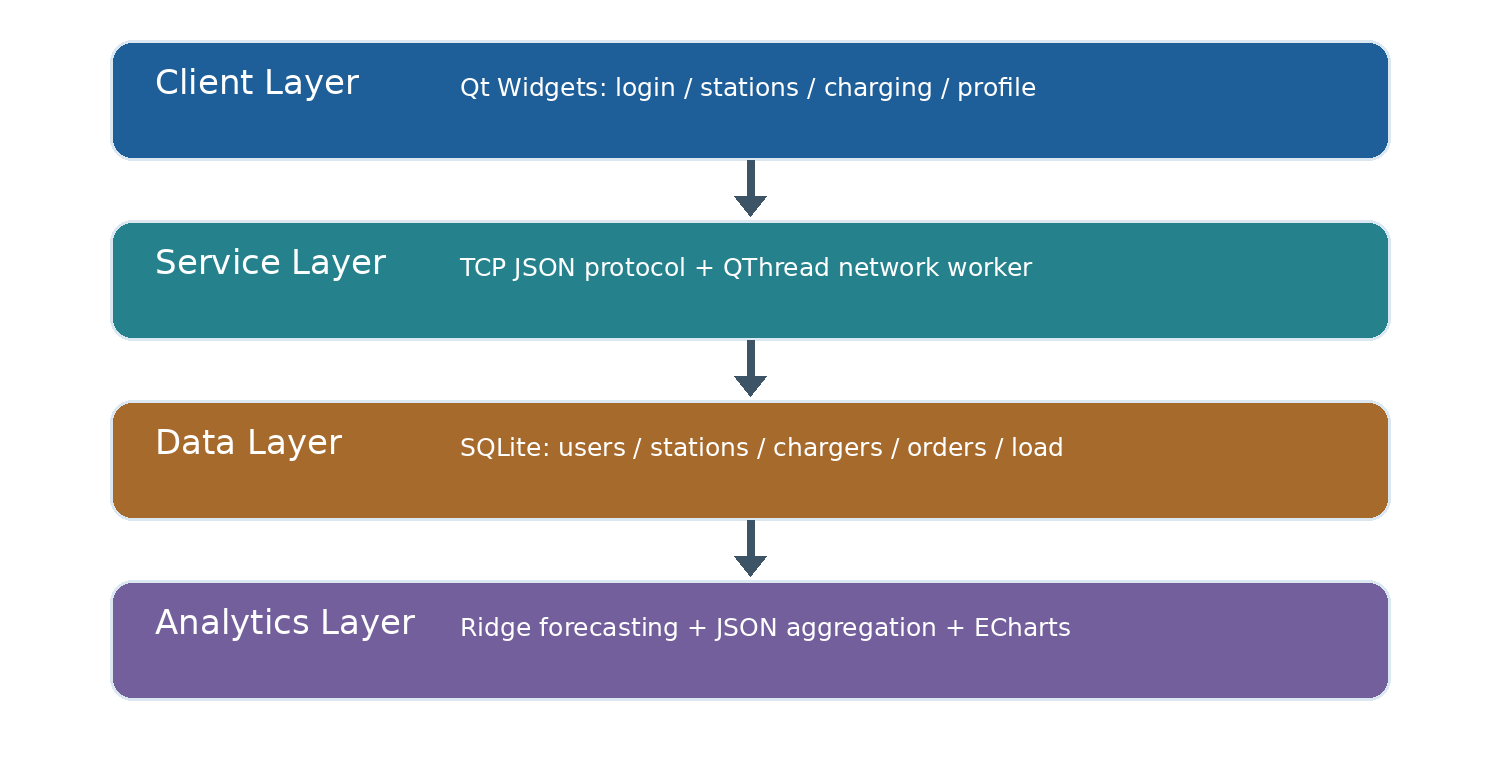 Client Layer
Qt Widgets: login / stations / charging / profile
Service Layer
TCP JSON protocol + QThread network worker
Data Layer
SQLite: users / stations / chargers / orders / load
Analytics Layer
Ridge forecasting + JSON aggregation + ECharts